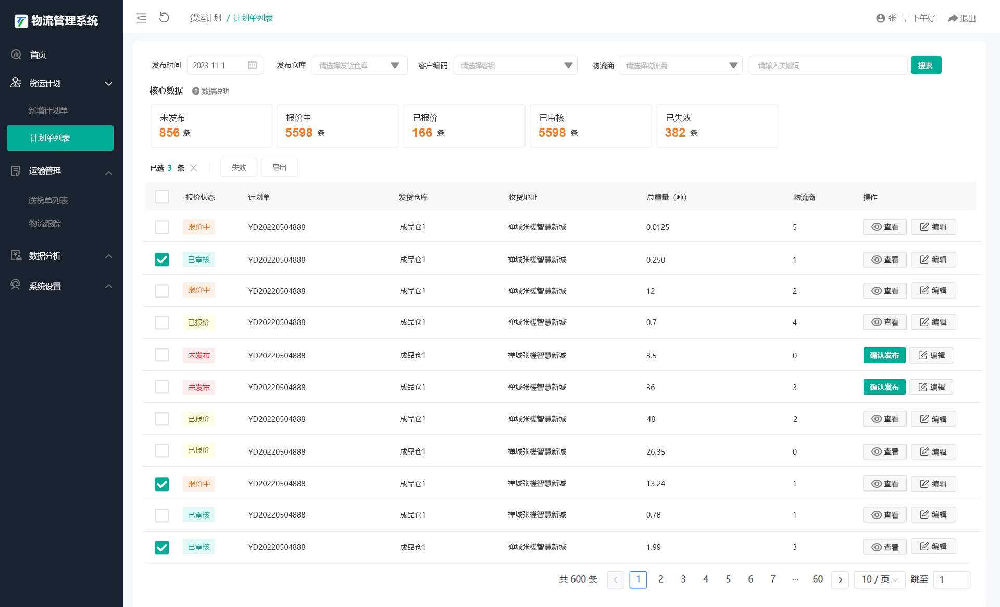 物流管理系统
首页
货运计划
新增计划单
计划单列表
运输管理
送货单列表
物流跟踪
数据分析
系统设置
货运计划 / 计划单列表
张三，下午好 退出
发布时间 2023-11-1 发布仓库 请选择发货仓库 客户编码 请选择客编 物流商 请选择物流商 请输入关键词 搜索
核心数据 数据说明
未发布 报价中 已报价 已审核 已失效
856 条 5598 条 166 条 5598 条 382 条
已选 3 条 失效 导出
报价状态 计划单 发货仓库 收货地址 总重量（吨） 物流商 操作
报价中 YD20220504888 成品仓1 禅城张槎智慧新城 0.0125 5 查看 编辑
已审核 YD20220504888 成品仓1 禅城张槎智慧新城 0.250 1 查看 编辑
报价中 YD20220504888 成品仓1 禅城张槎智慧新城 12 2 查看 编辑
已报价 YD20220504888 成品仓1 禅城张槎智慧新城 0.7 4 查看 编辑
未发布 YD20220504888 成品仓1 禅城张槎智慧新城 3.5 0 确认发布 编辑
未发布 YD20220504888 成品仓1 禅城张槎智慧新城 36 3 确认发布 编辑
已报价 YD20220504888 成品仓1 禅城张槎智慧新城 48 2 查看 编辑
已报价 YD20220504888 成品仓1 禅城张槎智慧新城 26.35 0 查看 编辑
报价中 YD20220504888 成品仓1 禅城张槎智慧新城 13.24 1 查看 编辑
已审核 YD20220504888 成品仓1 禅城张槎智慧新城 0.78 1 查看 编辑
已审核 YD20220504888 成品仓1 禅城张槎智慧新城 1.99 3 查看 编辑
共 600 条 1 2 3 4 5 6 7 ··· 60 10 / 页 跳至 1